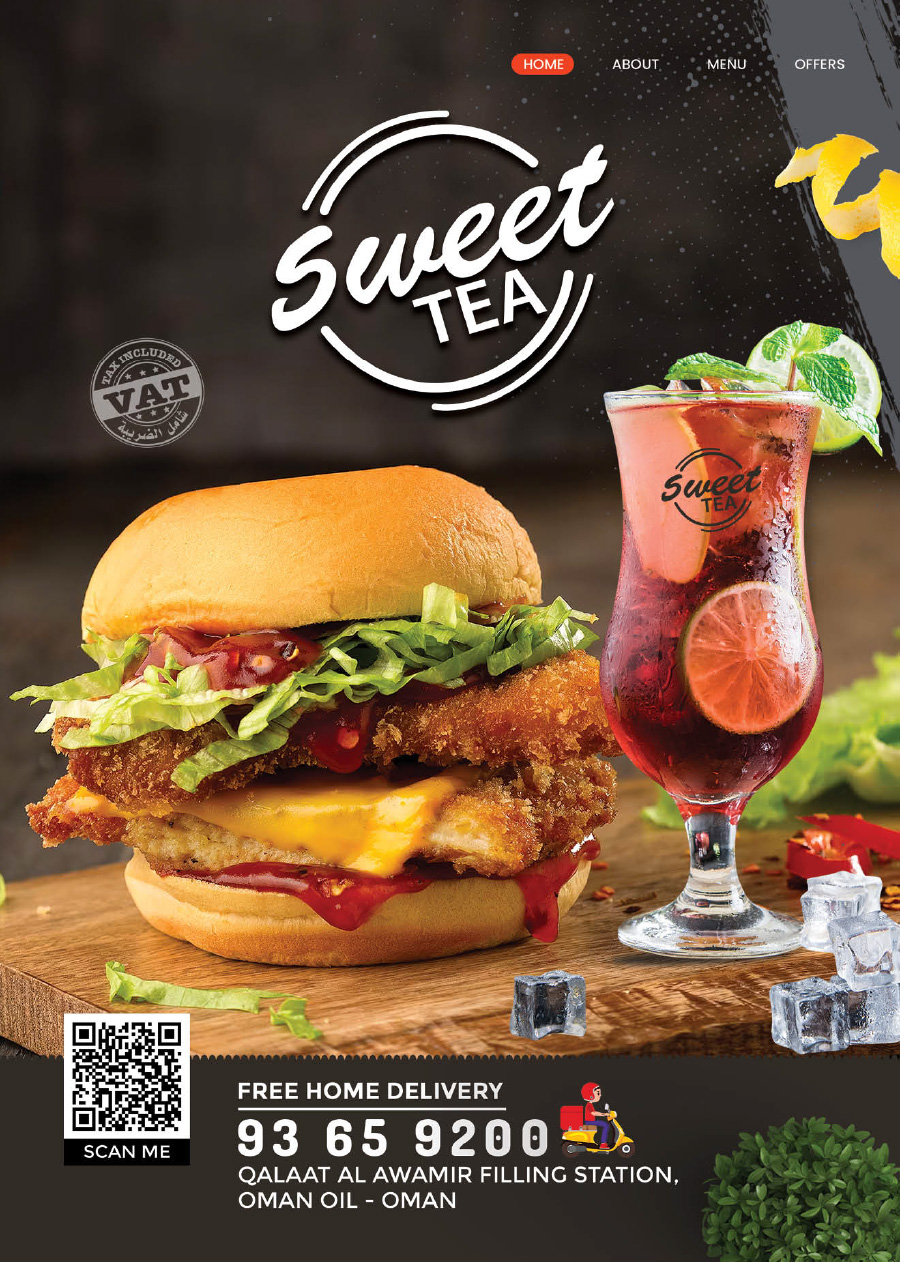 HOME ABOUT MENU OFFERS
Sweet
TEA
TAX INCLUDED
VAT
شامل الضريبة
Sweet
TEA
SCAN ME
FREE HOME DELIVERY
93 65 9200
QALAAT AL AWAMIR FILLING STATION,
OMAN OIL - OMAN